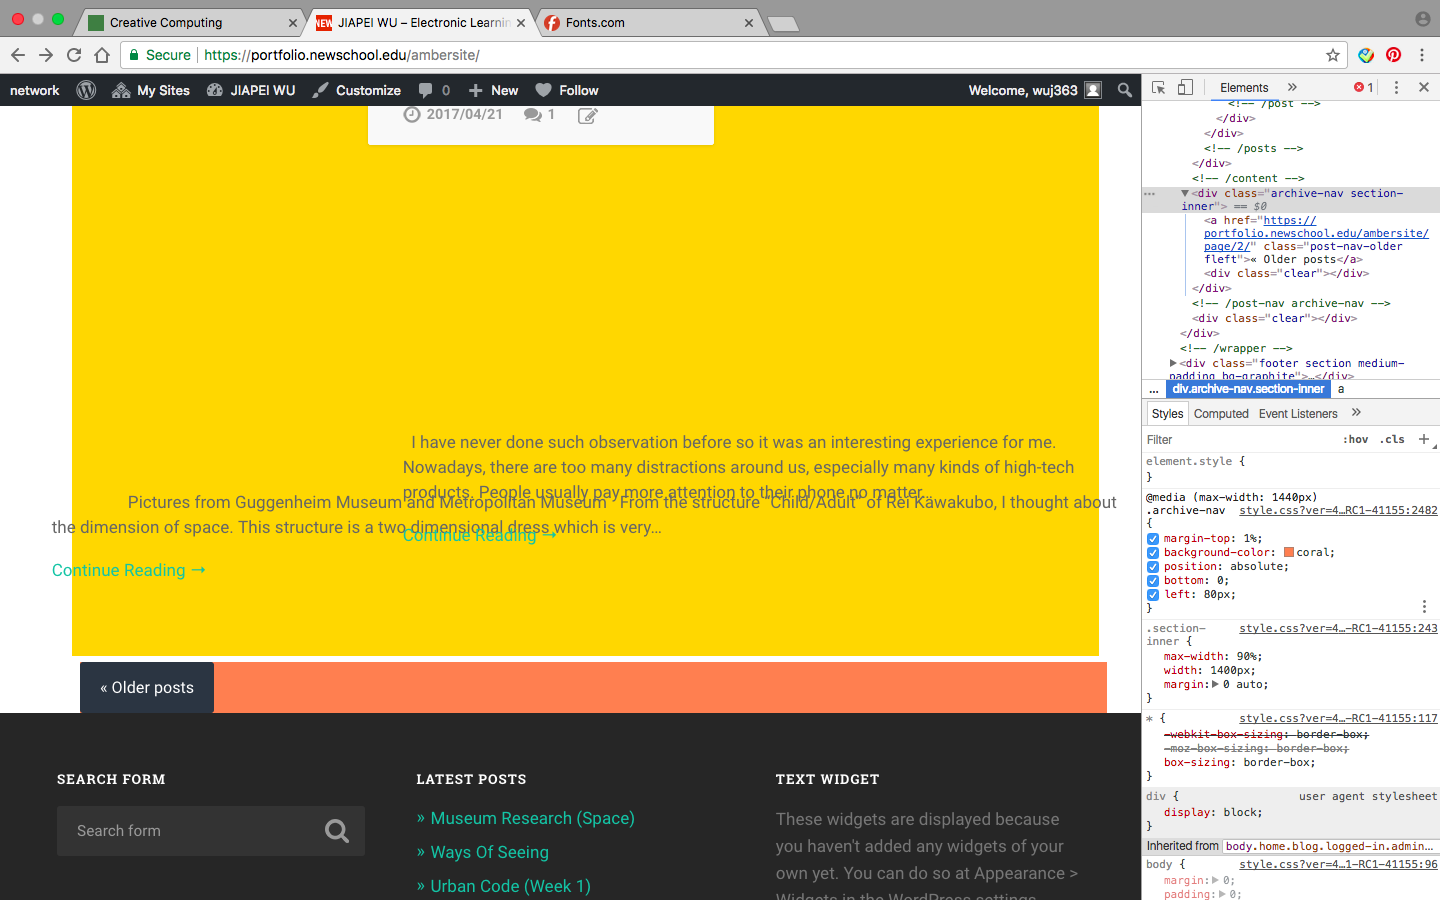 Creative Computing
NEW JIAPEI WU – Electronic Learnin
Fonts.com
Secure https://portfolio.newschool.edu/ambersite/
network My Sites JIAPEI WU Customize 0 New Follow Welcome, wuj363
2017/04/21 1
I have never done such observation before so it was an interesting experience for me.
Nowadays, there are too many distractions around us, especially many kinds of high-tech
products. People usually pay more attention to their phone no matter...
Pictures from Guggenheim Museum and Metropolitan Museum From the structure "Child/Adult" of Rei Kawakubo, I thought about
the dimension of space. This structure is a two dimensional dress which is very...
Continue Reading →
Continue Reading →
« Older posts
SEARCH FORM
Search form
LATEST POSTS
» Museum Research (Space)
» Ways Of Seeing
» Urban Code (Week 1)
TEXT WIDGET
These widgets are displayed because
you haven't added any widgets of your
own yet. You can do so at Appearance >
Widgets in the WordPress settings.
Elements » 1
<!-- /post -->
</div>
</div>
<!-- /posts -->
</div>
<!-- /content -->
<div class="archive-nav section-
inner"> == $0
<a href="https://
portfolio.newschool.edu/ambersite/
page/2/" class="post-nav-older
fleft">« Older posts</a>
<div class="clear"></div>
</div>
<!-- /post-nav archive-nav -->
<div class="clear"></div>
</div>
<!-- /wrapper -->
<div class="footer section medium-
padding bg-graphite">…</div>
... div.archive-nav.section-inner a
Styles Computed Event Listeners »
Filter :hov .cls +
element.style {
}
@media (max-width: 1440px)
.archive-nav style.css?ver=4…RC1-41155:2482
{
margin-top: 1%;
background-color: coral;
position: absolute;
bottom: 0;
left: 80px;
}
.section- style.css?ver=4…-RC1-41155:243
inner {
max-width: 90%;
width: 1400px;
margin: 0 auto;
}
* { style.css?ver=4…-RC1-41155:117
-webkit-box-sizing: border-box;
-moz-box-sizing: border-box;
box-sizing: border-box;
}
div { user agent stylesheet
display: block;
}
Inherited from body.home.blog.logged-in.admin…
body { style.css?ver=4…1-RC1-41155:96
margin: 0;
padding: 0;